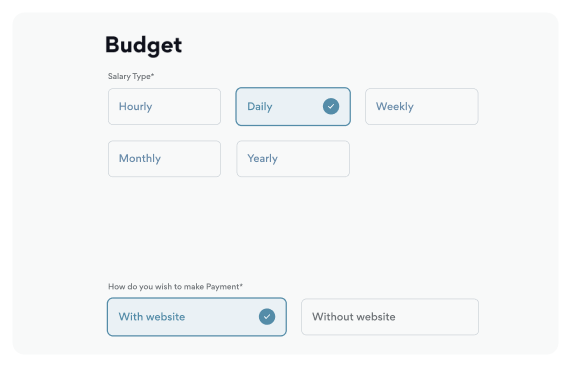 Budget
Salary Type*
Hourly
Daily
Weekly
Monthly
Yearly
How do you wish to make Payment*
With website
Without website